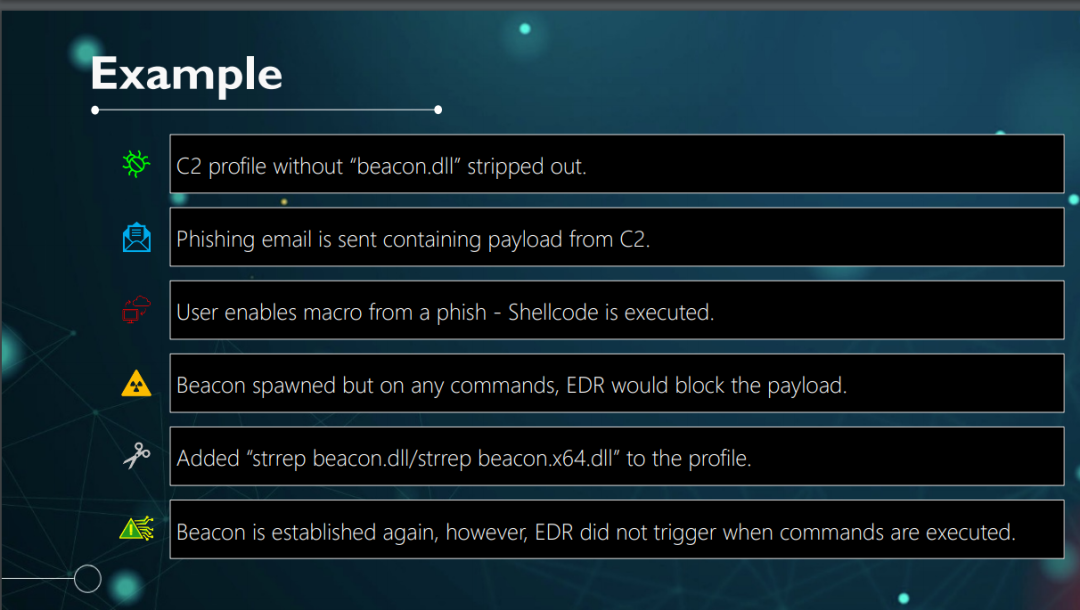 Example
C2 profile without “beacon.dll” stripped out.
Phishing email is sent containing payload from C2.
User enables macro from a phish - Shellcode is executed.
Beacon spawned but on any commands, EDR would block the payload.
Added “strrep beacon.dll/strrep beacon.x64.dll” to the profile.
Beacon is established again, however, EDR did not trigger when commands are executed.